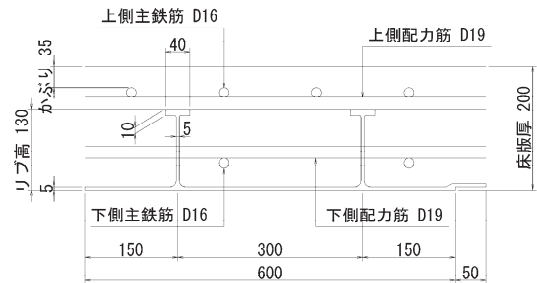 上側主鉄筋 D16
40
上側配力筋 D19
35
かぶり
リブ高 130
10
5
床版厚 200
5
下側主鉄筋 D16
下側配力筋 D19
150
300
150
600
50